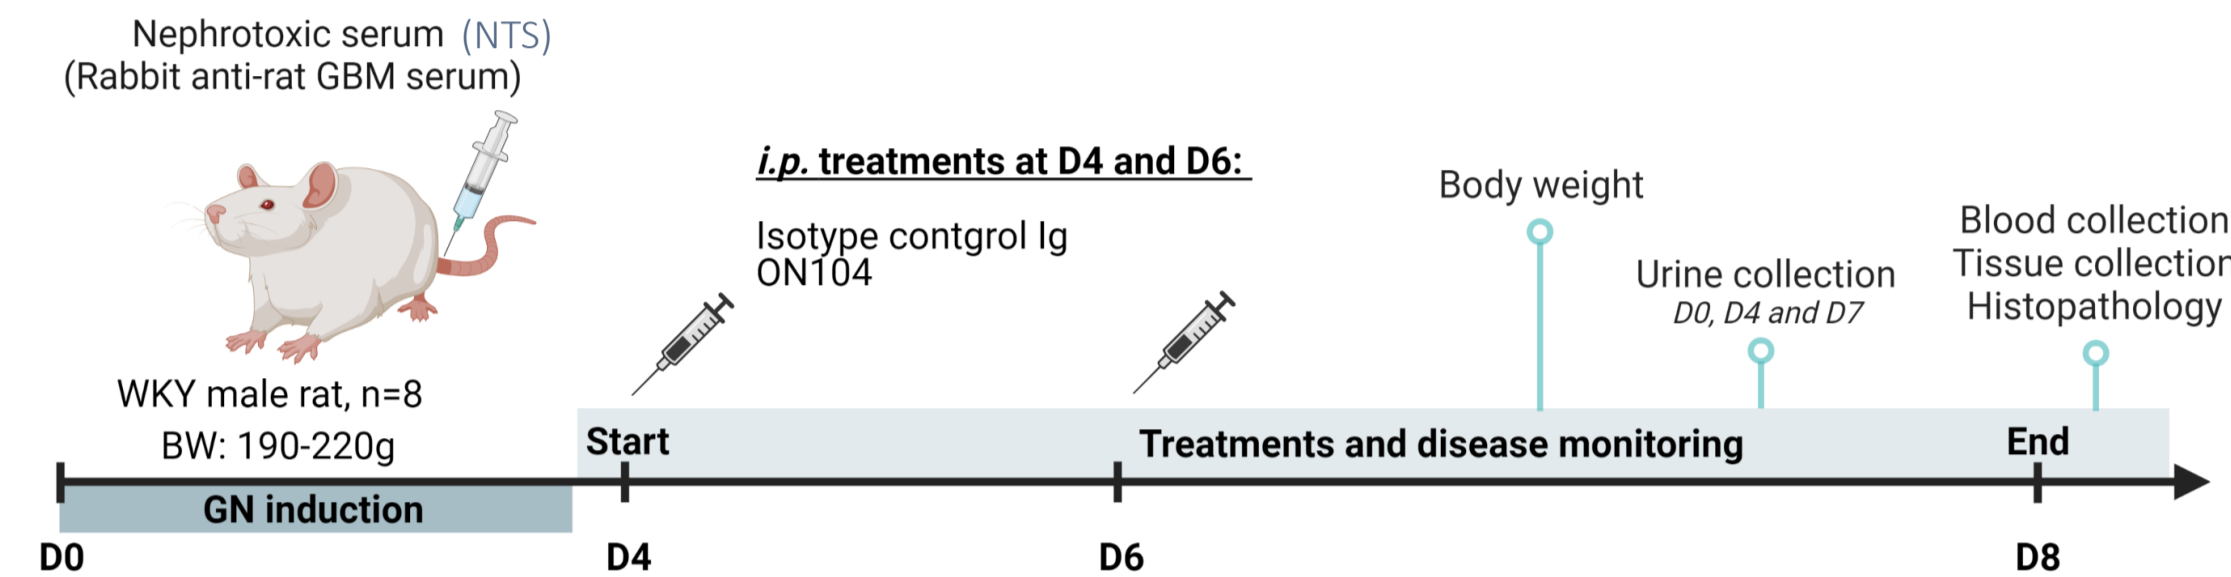 Nephrotoxic serum (NTS)
(Rabbit anti-rat GBM serum)
i.p. treatments at D4 and D6:
Isotype contgrol Ig
ON104
Body weight
Urine collection
D0, D4 and D7
Blood collection
Tissue collection
Histopathology
WKY male rat, n=8
BW: 190-220g
Start
Treatments and disease monitoring
End
GN induction
D0
D4
D6
D8